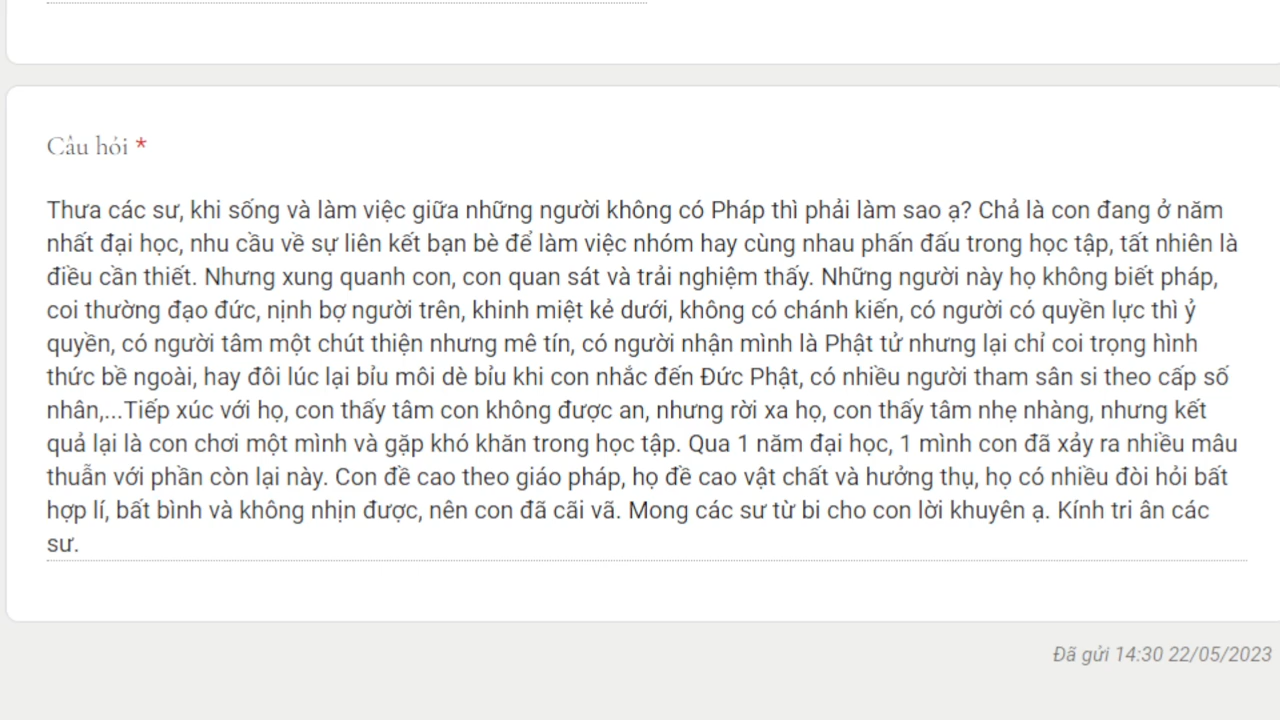 Câu hỏi *
Thưa các sư, khi sống và làm việc giữa những người không có Pháp thì phải làm sao ạ? Chả là con đang ở năm
nhất đại học, nhu cầu về sự liên kết bạn bè để làm việc nhóm hay cùng nhau phấn đấu trong học tập, tất nhiên là
điều cần thiết. Nhưng xung quanh con, con quan sát và trải nghiệm thấy. Những người này họ không biết pháp,
coi thường đạo đức, nịnh bợ người trên, khinh miệt kẻ dưới, không có chánh kiến, có người có quyền lực thì ỷ
quyền, có người tâm một chút thiện nhưng mê tín, có người nhận mình là Phật tử nhưng lại chỉ coi trọng hình
thức bề ngoài, hay đôi lúc lại bỉu môi dè bỉu khi con nhắc đến Đức Phật, có nhiều người tham sân si theo cấp số
nhân,...Tiếp xúc với họ, con thấy tâm con không được an, nhưng rời xa họ, con thấy tâm nhẹ nhàng, nhưng kết
quả lại là con chơi một mình và gặp khó khăn trong học tập. Qua 1 năm đại học, 1 mình con đã xảy ra nhiều mâu
thuẫn với phần còn lại này. Con đề cao theo giáo pháp, họ đề cao vật chất và hưởng thụ, họ có nhiều đòi hỏi bất
hợp lí, bất bình và không nhịn được, nên con đã cãi vã. Mong các sư từ bi cho con lời khuyên ạ. Kính tri ân các
sư.
Đã gửi 14:30 22/05/2023